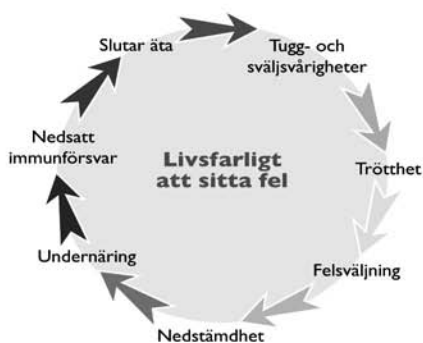 Slutar äta
Tugg- och
sväljsvårigheter
Trötthet
Felsväljning
Nedstämdhet
Undernäring
Nedsatt
immunförsvar
Livsfarligt
att sitta fel